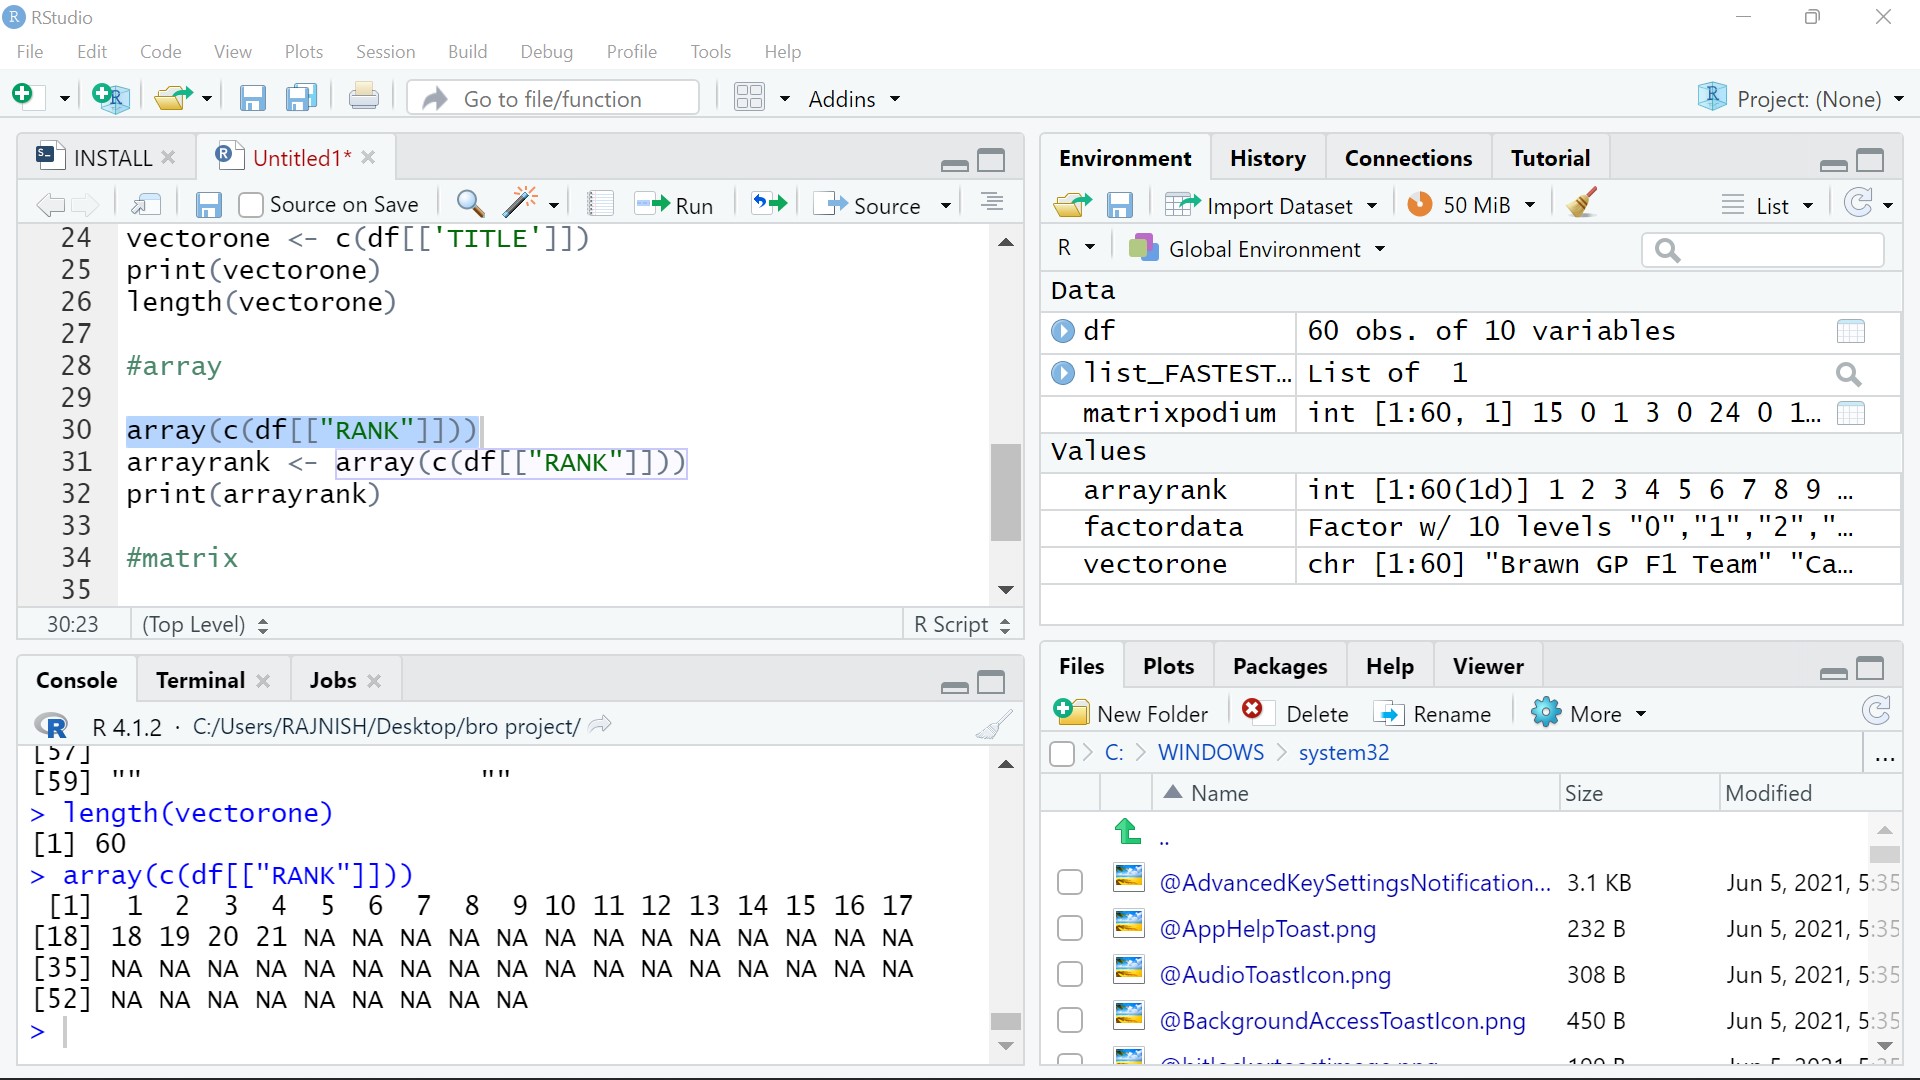 RStudio
File Edit Code View Plots Session Build Debug Profile Tools Help
Go to file/function Addins Project: (None)
INSTALL Untitled1*
Source on Save Run Source
24 vectorone <- c(df[['TITLE']])
25 print(vectorone)
26 length(vectorone)
27
28 #array
29
30 array(c(df[["RANK"]]))
31 arrayrank <- array(c(df[["RANK"]]))
32 print(arrayrank)
33
34 #matrix
35
30:23 (Top Level) R Script
Console Terminal Jobs
R 4.1.2 · C:/Users/RAJNISH/Desktop/bro project/
[57]
[59] "" ""
> length(vectorone)
[1] 60
> array(c(df[["RANK"]]))
[1] 1 2 3 4 5 6 7 8 9 10 11 12 13 14 15 16 17
[18] 18 19 20 21 NA NA NA NA NA NA NA NA NA NA NA NA NA
[35] NA NA NA NA NA NA NA NA NA NA NA NA NA NA NA NA NA
[52] NA NA NA NA NA NA NA NA NA
>
Environment History Connections Tutorial
Import Dataset 50 MiB List
R Global Environment
Data
df 60 obs. of 10 variables
list_FASTEST… List of 1
matrixpodium int [1:60, 1] 15 0 1 3 0 24 0 1…
Values
arrayrank int [1:60(1d)] 1 2 3 4 5 6 7 8 9 …
factordata Factor w/ 10 levels "0","1","2","…
vectorone chr [1:60] "Brawn GP F1 Team" "Ca…
Files Plots Packages Help Viewer
New Folder Delete Rename More
C: > WINDOWS > system32 ...
Name Size Modified
..
@AdvancedKeySettingsNotification... 3.1 KB Jun 5, 2021, 5:35
@AppHelpToast.png 232 B Jun 5, 2021, 5:35
@AudioToastIcon.png 308 B Jun 5, 2021, 5:35
@BackgroundAccessToastIcon.png 450 B Jun 5, 2021, 5:35